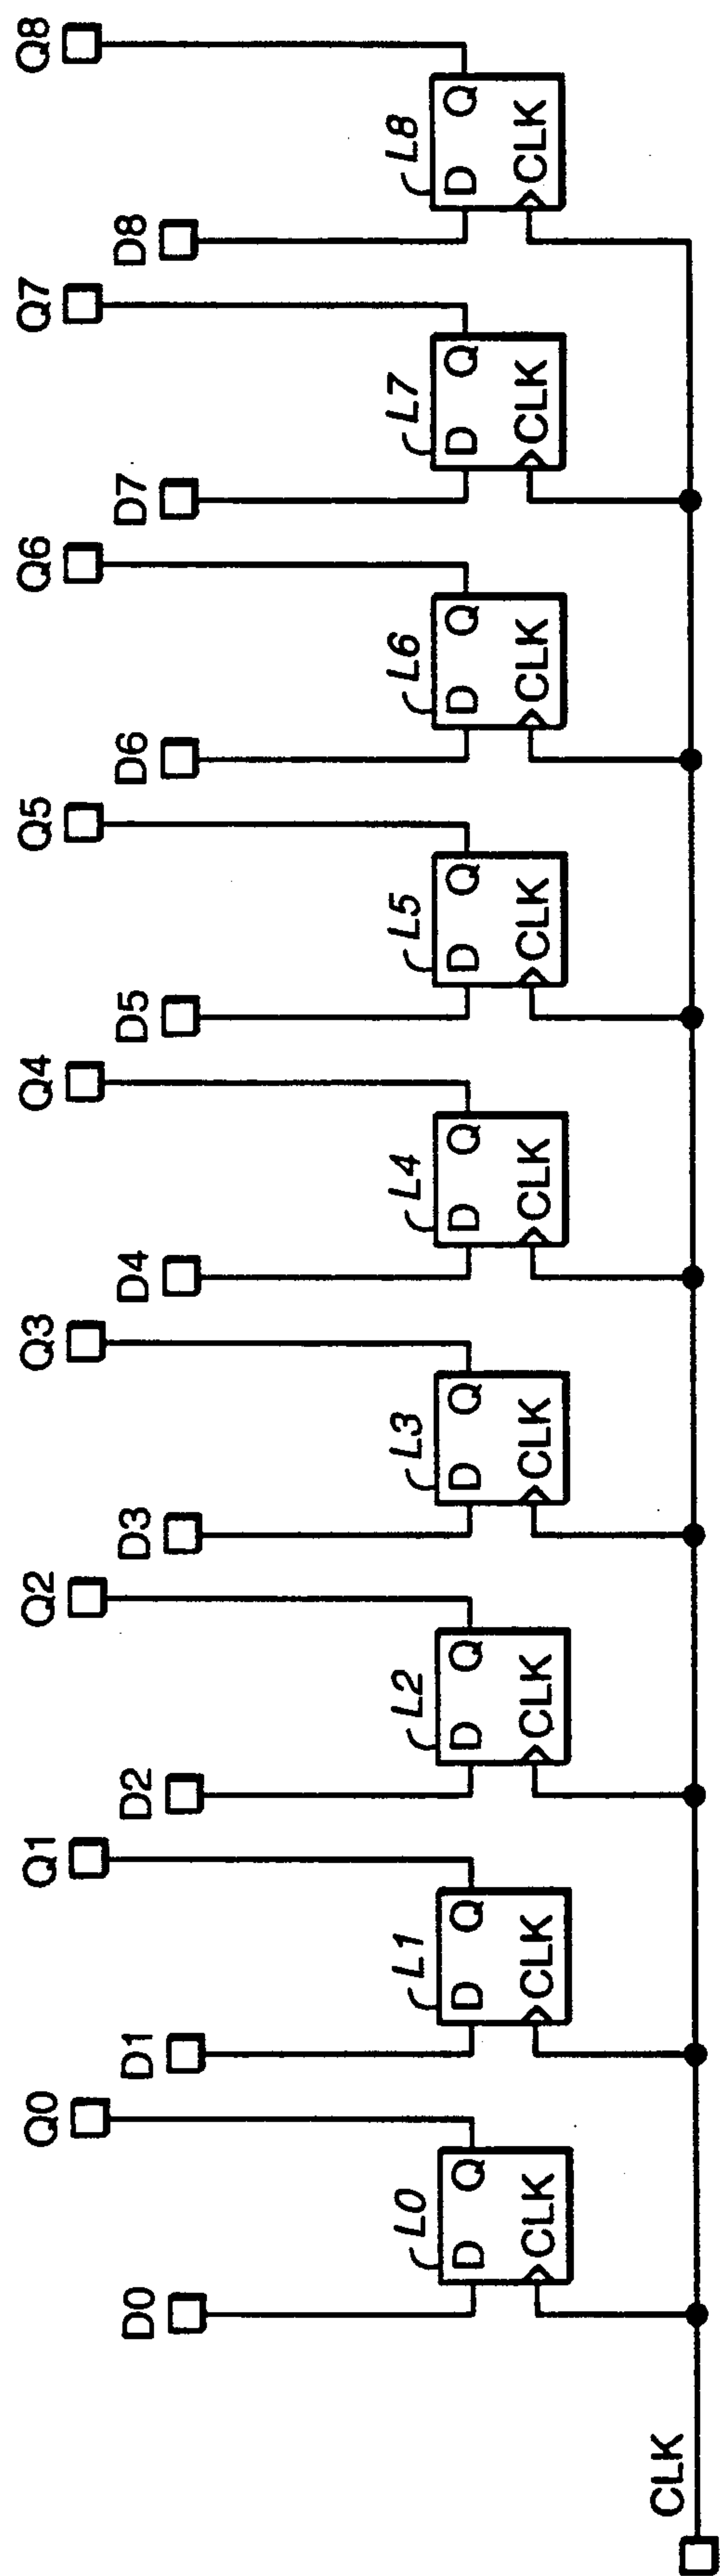 Q0 Q1 Q2 Q3 Q4 Q5 Q6 Q7 Q8
D0 D1 D2 D3 D4 D5 D6 D7 D8
L0 L1 L2 L3 L4 L5 L6 L7 L8
D Q D Q D Q D Q D Q D Q D Q D Q D Q
CLK CLK CLK CLK CLK CLK CLK CLK CLK
CLK